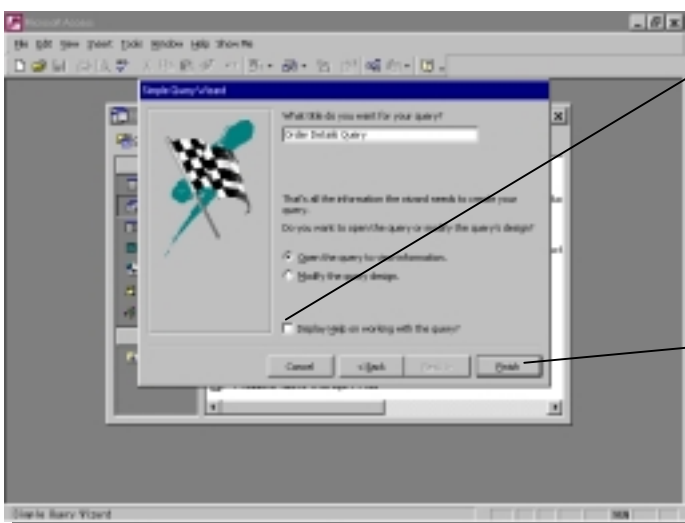 Microsoft Access
File Edit View Insert Tools Window Help Show Me
Simple Query Wizard
What title do you want for your query?
Order Details Query
That's all the information the wizard needs to create your
query.
Do you want to open the query or modify the query's design?
Open the query to view information.
Modify the query design.
Display Help on working with the query?
Cancel < Back Next > Finish
Simple Query Wizard NUM